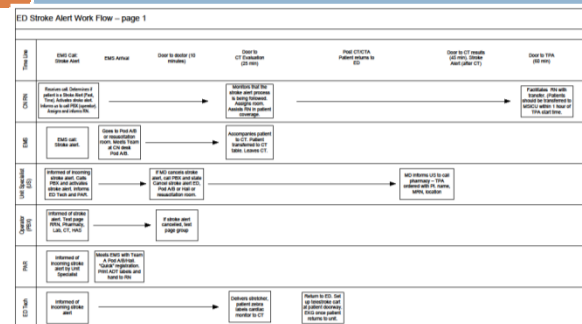 ED Stroke Alert Work Flow – page 1
Time Line
EMS Call
Stroke Alert
EMS Arrival
Door to doctor (10
minutes)
Door to
CT Evaluation
(25 min)
Post CT/CTA
Patient returns to
ED
Door to CT results
(45 min), Stroke
Alert (after CT)
Door to TPA
(60 min)
CN RN
Receives call. Determines if
patient is a Stroke Alert (Pod,
Time). Activates stroke alert.
Informs us to call PBX (operator)
Assigns and informs RN.
Monitors that the
stroke alert process
is being followed.
Assigns room.
Assists RN in patient
coverage.
Facilitates RN with
transfer. (Patients
should be transferred to
MSICU within 1 hour of
TPA start time.
EMS
EMS call
Stroke alert.
Goes to Pod A/B
or resuscitation
room. Meets Team
at CN desk
Pod A/B.
Accompanies patient
to CT. Patient
transferred to CT
table. Leaves CT.
Unit Specialist
(US)
Informed of incoming
stroke alert. Calls
PBX and activates
stroke alert. Informs
ED Tech and PAR.
If MD cancels stroke
alert, call PBX and state
Cancel stroke alert ED,
Pod A/B or Hall or
resuscitation room.
MD informs US to call
pharmacy – TPA
ordered with Pt. name,
MRN, location
Operator
(PBX)
Informed of stroke
alert. Text page
RRN, Pharmacy,
Lab, CT, HAS
If stroke alert
cancelled, text
page group
PAR
Informed of
incoming stroke
alert by Unit
Specialist
Meets EMS with Team
A Pod A/B/Hall.
"Quick" registration.
Print ADT labels and
hand to RN
ED Tech
Informed of
incoming stroke
alert
Delivers stretcher,
patient zebra
labels cardiac
monitor to CT
Return to ED. Set
up
at patient doorway.
EKG once patient
returns to unit.